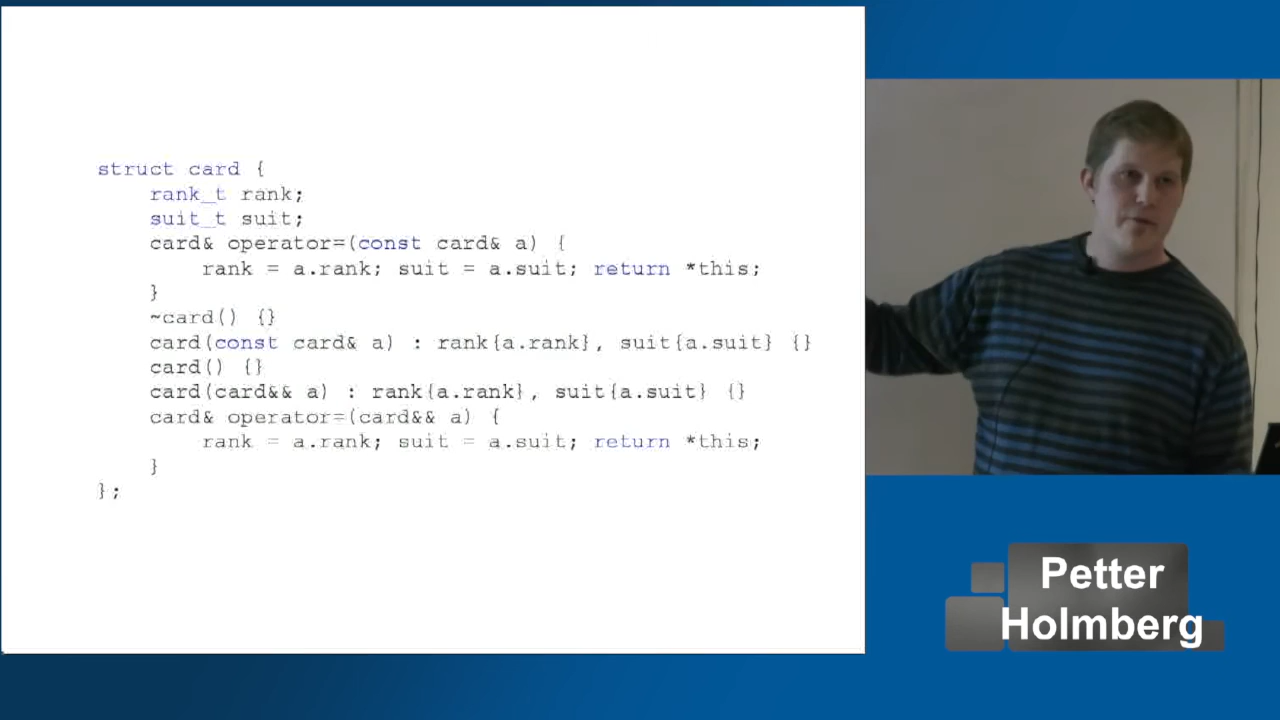 struct card {
    rank_t rank;
    suit_t suit;
    card& operator=(const card& a) {
        rank = a.rank; suit = a.suit; return *this;
    }
    ~card() {}
    card(const card& a) : rank{a.rank}, suit{a.suit} {}
    card() {}
    card(card&& a) : rank{a.rank}, suit{a.suit} {}
    card& operator=(card&& a) {
        rank = a.rank; suit = a.suit; return *this;
    }
};
Petter
Holmberg